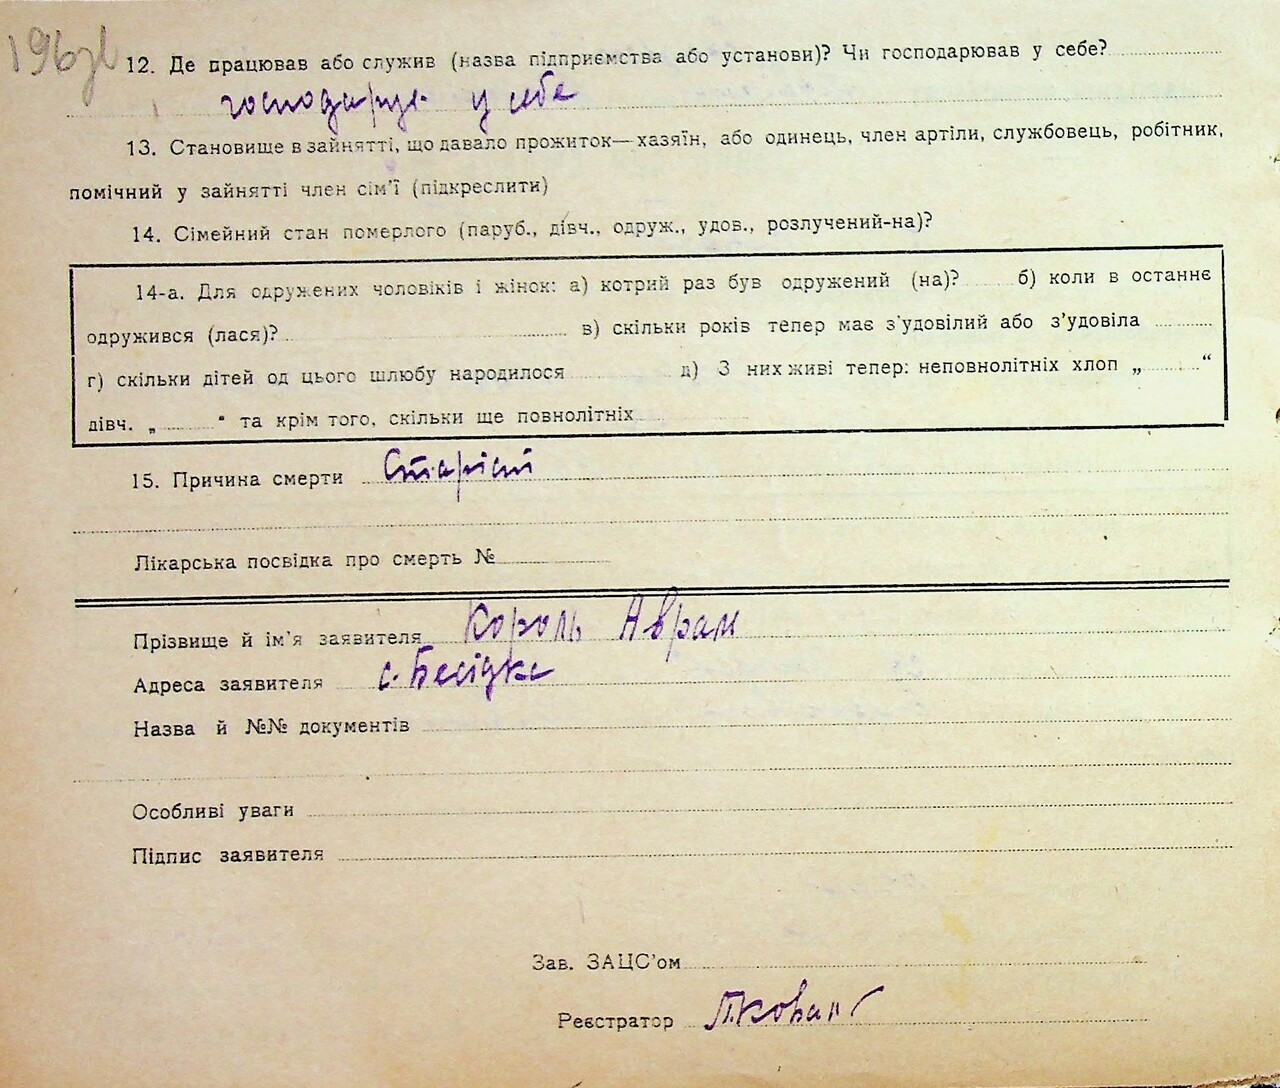 196зв
12. Де працював або служив (назва підприємства або установи)? Чи господарював у себе?
господарує у себе
13. Становище в зайнятті, що давало прожиток—хазяїн, або одинець, член артіли, службовець, робітник,
помічний у зайнятті член сім'ї (підкреслити)
14. Сімейний стан померлого (паруб., дівч., одруж., удов., розлучений-на)?
14-а. Для одружених чоловіків і жінок: а) котрий раз був одружений (на)? б) коли в останнє
одружився (лася)? в) скільки років тепер має з'удовілий або з'удовіла
г) скільки дітей од цього шлюбу народилося д) З них живі тепер: неповнолітніх хлоп „ “
дівч. „ “ та крім того, скільки ще повнолітніх
15. Причина смерти Старість
Лікарська посвідка про смерть №
Прізвище й ім'я заявителя Король Аврам
Адреса заявителя с. Бесідка
Назва й №№ документів
Особливі уваги
Підпис заявителя
Зав. ЗАЦС'ом
Реєстратор